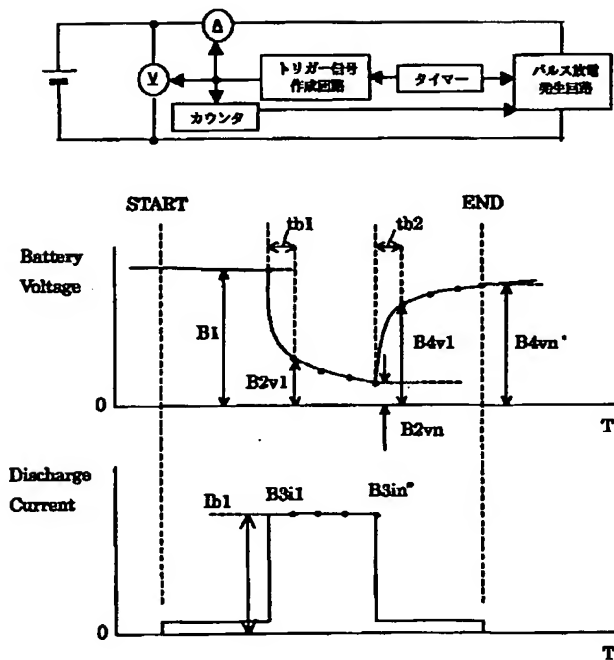 A
V
トリガー信号
作成回路
タイマー
パルス放電
発生回路
カウンタ
START
END
tb1
tb2
Battery
Voltage
B1
B2v1
B4v1
B4vn*
B2vn
0
T
Discharge
Current
Ib1
B3i1
B3in*
0
T